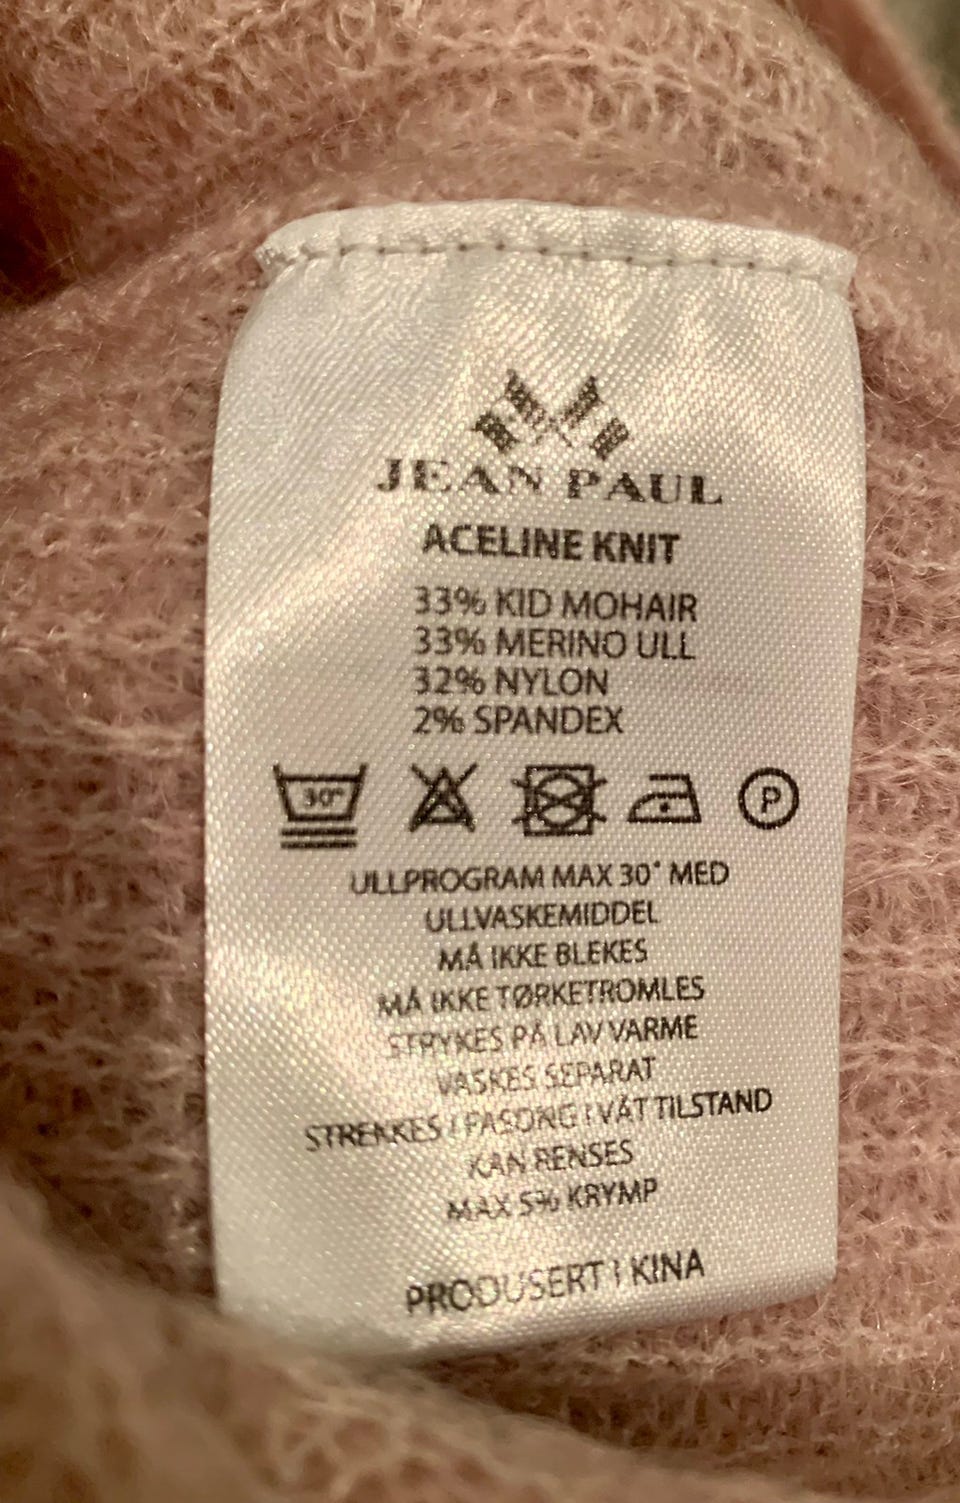 JEAN PAUL
ACELINE KNIT
33% KID MOHAIR
33% MERINO ULL
32% NYLON
2% SPANDEX
30° P
ULLPROGRAM MAX 30° MED
ULLVASKEMIDDEL
MÅ IKKE BLEKES
MÅ IKKE TØRKETROMLES
STRYKES PÅ LAV VARME
VASKES SEPARAT
STREKKES I FASONG I VÅT TILSTAND
KAN RENSES
MAX 5% KRYMP
PRODUSERT I KINA